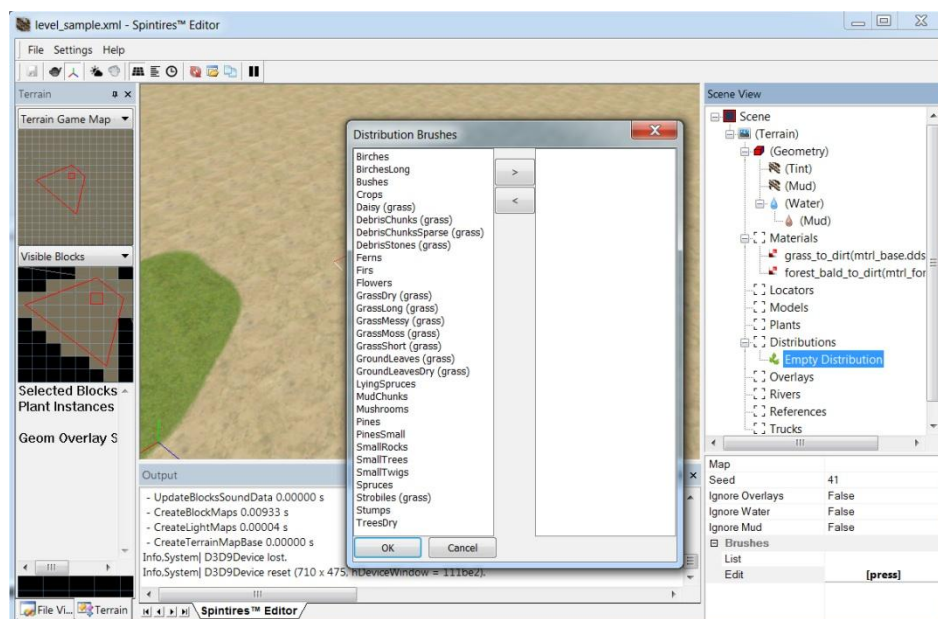 level_sample.xml - Spintires™ Editor
File Settings Help
Terrain
Terrain Game Map
Visible Blocks
Selected Blocks
Plant Instances
Geom Overlay S
File Vi...
Terrain
Distribution Brushes
Birches
BirchesLong
Bushes
Crops
Daisy (grass)
DebrisChunks (grass)
DebrisChunksSparse (grass)
DebrisStones (grass)
Ferns
Firs
Flowers
GrassDry (grass)
GrassLong (grass)
GrassMessy (grass)
GrassMoss (grass)
GrassShort (grass)
GroundLeaves (grass)
GroundLeavesDry (grass)
LyingSpruces
MudChunks
Mushrooms
Pines
PinesSmall
SmallRocks
SmallTrees
SmallTwigs
Spruces
Strobiles (grass)
Stumps
TreesDry
>
<
OK Cancel
Output
- UpdateBlocksSoundData 0.00000 s
- CreateBlockMaps 0.00933 s
- CreateLightMaps 0.00004 s
- CreateTerrainMapBase 0.00000 s
Info.System| D3D9Device lost.
Info.System| D3D9Device reset (710 x 475, hDeviceWindow = 111be2).
Spintires™ Editor
Scene View
Scene
(Terrain)
(Geometry)
(Tint)
(Mud)
(Water)
(Mud)
Materials
grass_to_dirt(mtrl_base.dds
forest_bald_to_dirt(mtrl_for
Locators
Models
Plants
Distributions
Empty Distribution
Overlays
Rivers
References
Trucks
Map
Seed 41
Ignore Overlays False
Ignore Water False
Ignore Mud False
Brushes
List
Edit [press]